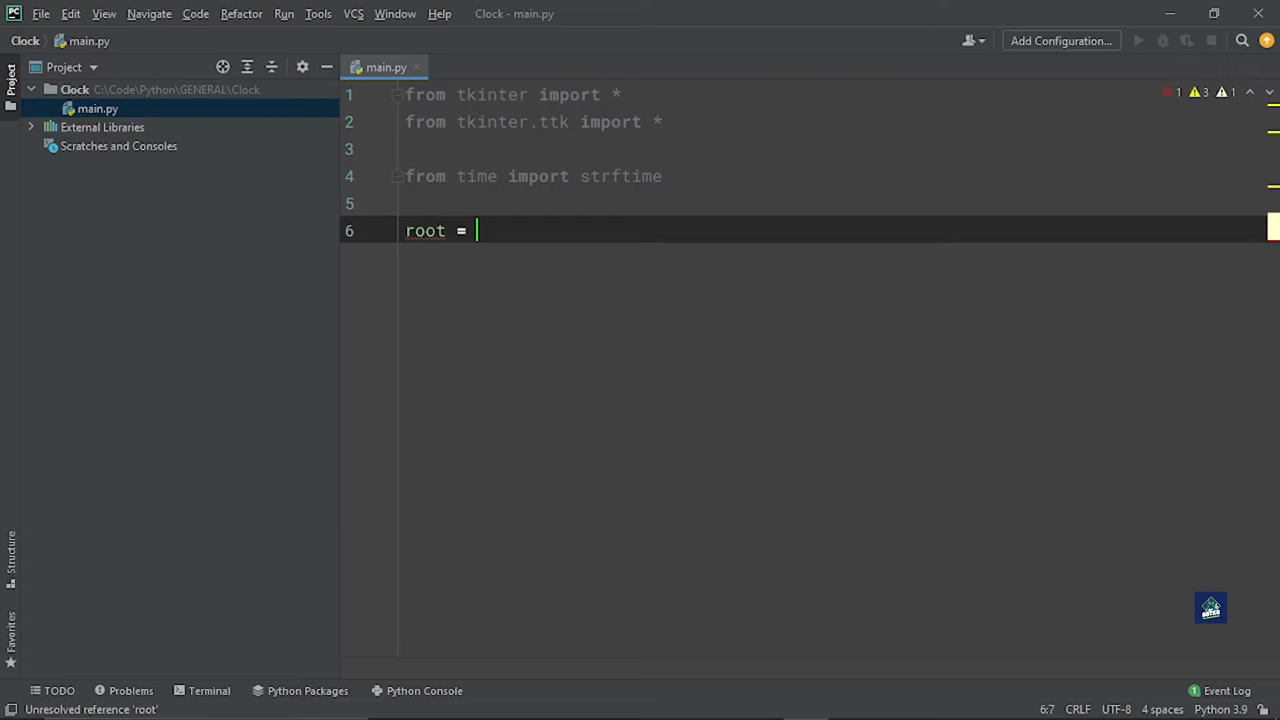 PC File Edit View Navigate Code Refactor Run Tools VCS Window Help Clock - main.py
Clock main.py Add Configuration...
Project main.py
Clock C:\Code\Python\GENERAL\Clock
main.py
External Libraries
Scratches and Consoles
Project
Structure
Favorites
1 from tkinter import * 1 3 1
2 from tkinter.ttk import *
3
4 from time import strftime
5
6 root =
TODO Problems Terminal Python Packages Python Console 1 Event Log
Unresolved reference 'root' 6:7 CRLF UTF-8 4 spaces Python 3.9